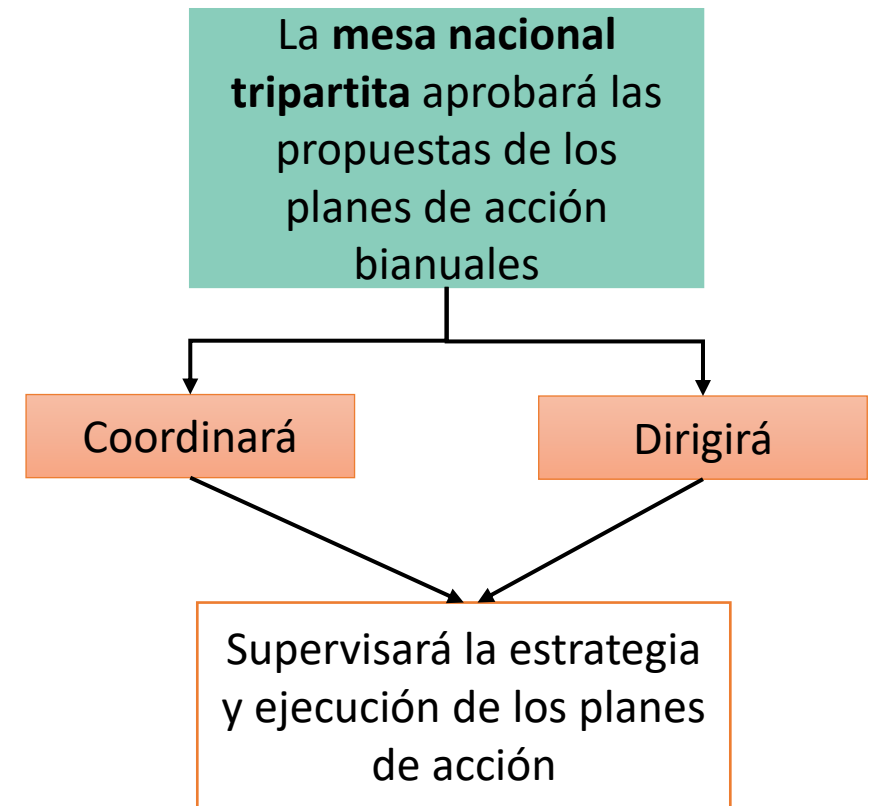 La mesa nacional
tripartita aprobará las
propuestas de los
planes de acción
bianuales
Coordinará
Dirigirá
Supervisará la estrategia
y ejecución de los planes
de acción